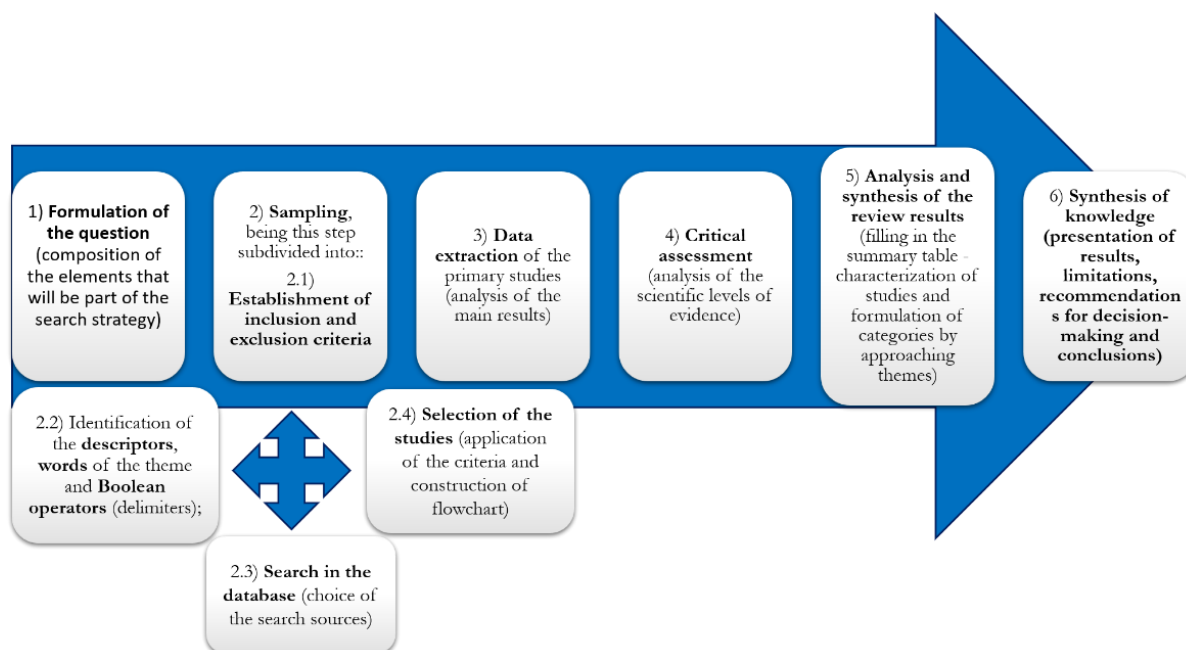 1) Formulation of
the question
(composition of
the elements that
will be part of the
search strategy)
2) Sampling,
being this step
subdivided into::
2.1)
Establishment of
inclusion and
exclusion criteria
3) Data
extraction of the
primary studies
(analysis of the
main results)
4) Critical
assessment
(analysis of the
scientific levels of
evidence)
5) Analysis and
synthesis of the
review results
(filling in the
summary table -
characterization of
studies and
formulation of
categories by
approaching
themes)
6) Synthesis of
knowledge
(presentation of
results,
limitations,
recommendation
s for decision-
making and
conclusions)
2.2) Identification of
the descriptors,
words of the theme
and Boolean
operators (delimiters);
2.3) Search in the
database (choice of
the search sources)
2.4) Selection of the
studies (application
of the criteria and
construction of
flowchart)